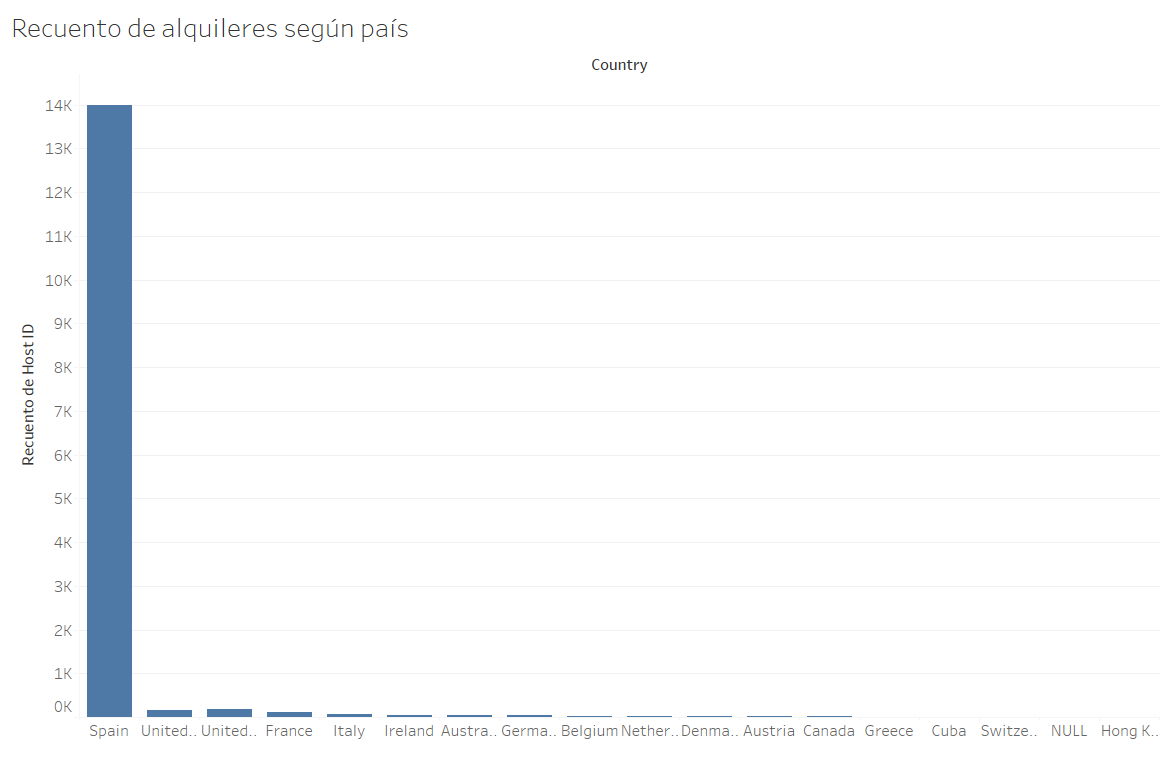 Recuento de alquileres según país
Country
Recuento de Host ID
14K
13K
12K
11K
10K
9K
8K
7K
6K
5K
4K
3K
2K
1K
0K
Spain United.. United.. France Italy Ireland Austra.. Germa.. Belgium Nether.. Denma.. Austria Canada Greece Cuba Switze.. NULL Hong K..